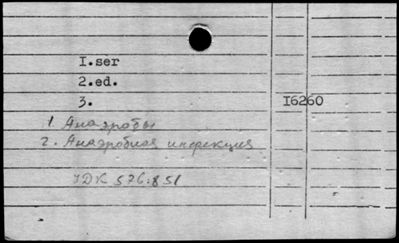 I.ser
2.ed.
3. I6260
1. Анаэробы
2. Анаэробная инфекция
УДК 576.851